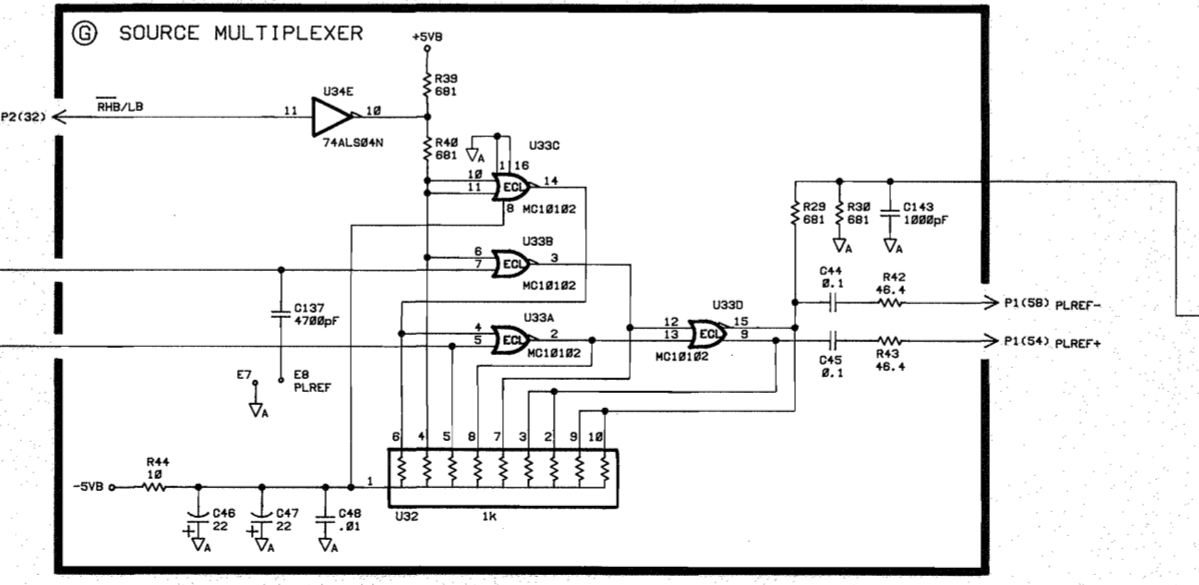 G SOURCE MULTIPLEXER
+5VB
R39
681
U34E
RHB/LB
P2(32)
11
10
74ALS04N
R40
681
A
U33C
1 16
10
11
ECL
14
8
MC10102
U33B
6
7
ECL
3
MC10102
R29
681
R30
681
C143
1000pF
A
A
C44
0.1
R42
46.4
P1(58) PLREF-
C137
4700pF
U33A
4
5
ECL
2
MC10102
U33D
12
13
ECL
15
9
MC10102
C45
0.1
R43
46.4
P1(54) PLREF+
E7
A
E8
PLREF
6 4 5 8 7 3 2 9 10
-5VB
R44
10
1
C46
22
+
A
C47
22
+
A
C48
.01
A
U32
1k